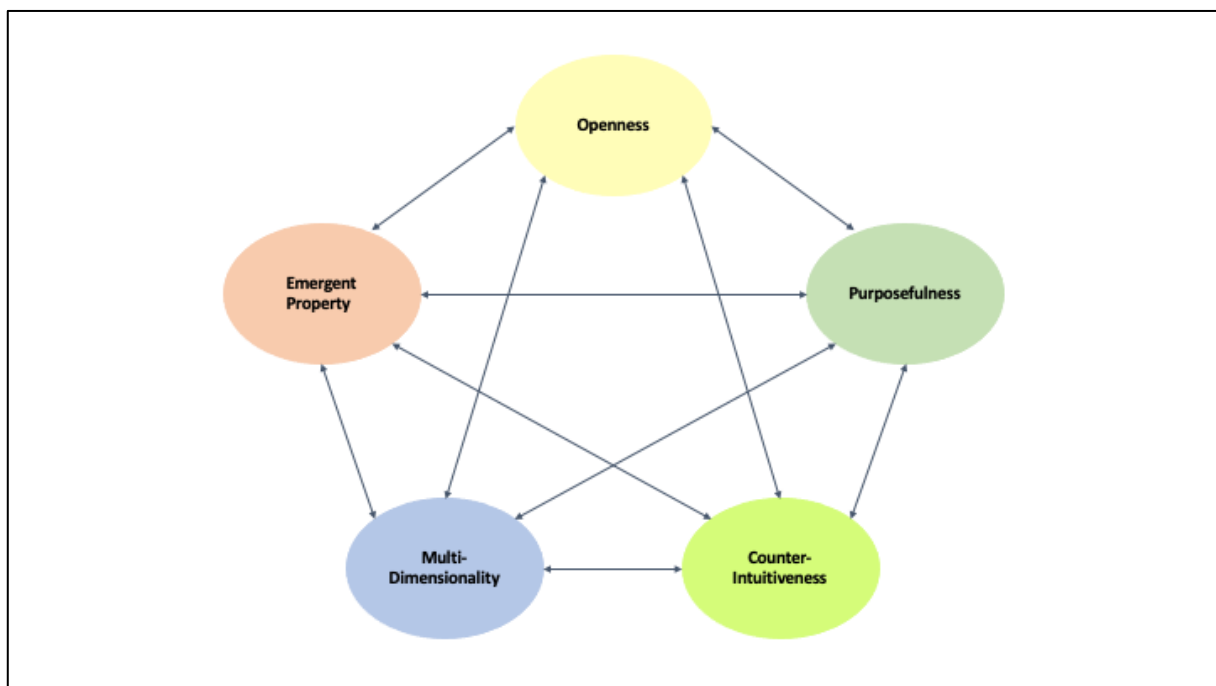 Openness
Emergent
Property
Purposefulness
Multi-
Dimensionality
Counter-
Intuitiveness